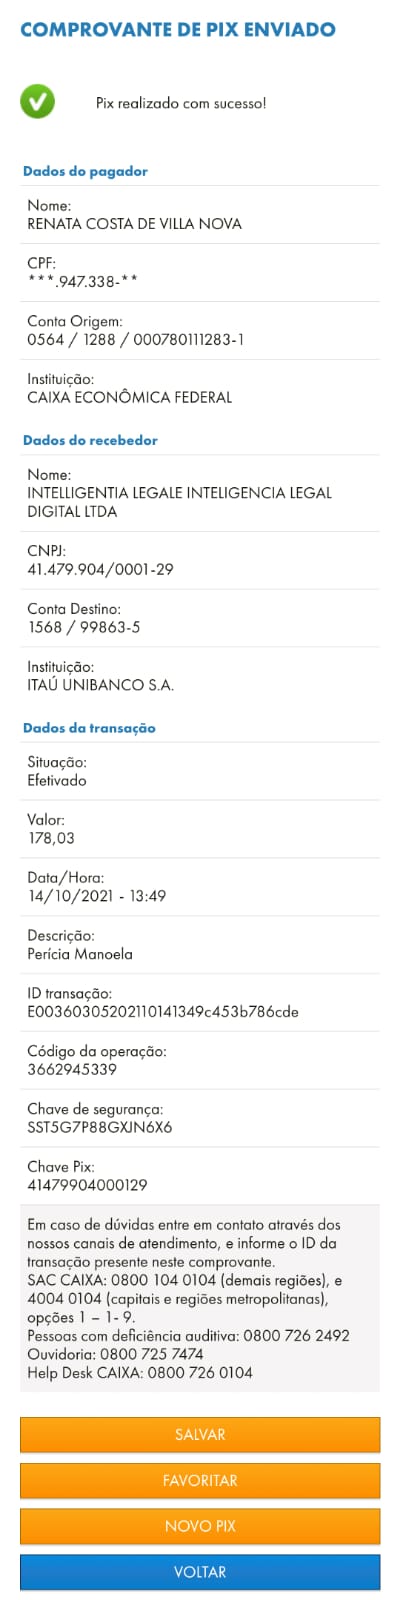 COMPROVANTE DE PIX ENVIADO
Pix realizado com sucesso!
Dados do pagador
Nome:
RENATA COSTA DE VILLA NOVA
CPF:
***.947.338-**
Conta Origem:
0564 / 1288 / 000780111283-1
Instituição:
CAIXA ECONÔMICA FEDERAL
Dados do recebedor
Nome:
INTELLIGENTIA LEGALE INTELIGENCIA LEGAL
DIGITAL LTDA
CNPJ:
41.479.904/0001-29
Conta Destino:
1568 / 99863-5
Instituição:
ITAÚ UNIBANCO S.A.
Dados da transação
Situação:
Efetivado
Valor:
178,03
Data/Hora:
14/10/2021 - 13:49
Descrição:
Perícia Manoela
ID transação:
E00360305202110141349c453b786cde
Código da operação:
3662945339
Chave de segurança:
SST5G7P88GXJN6X6
Chave Pix:
41479904000129
Em caso de dúvidas entre em contato através dos
nossos canais de atendimento, e informe o ID da
transação presente neste comprovante.
SAC CAIXA: 0800 104 0104 (demais regiões), e
4004 0104 (capitais e regiões metropolitanas),
opções 1 – 1- 9.
Pessoas com deficiência auditiva: 0800 726 2492
Ouvidoria: 0800 725 7474
Help Desk CAIXA: 0800 726 0104
SALVAR
FAVORITAR
NOVO PIX
VOLTAR